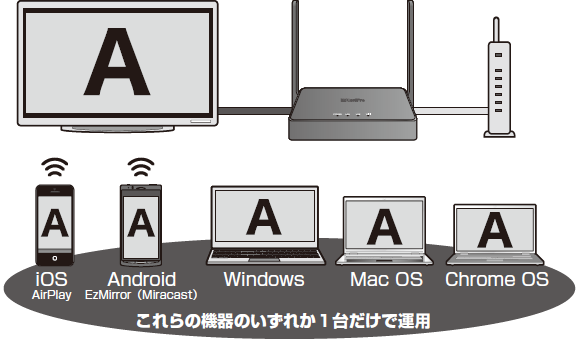 A
A
A
A
A
A
iOS
AirPlay
Android
EzMirror（Miracast）
Windows
Mac OS
Chrome OS
これらの機器のいずれか１台だけで運用